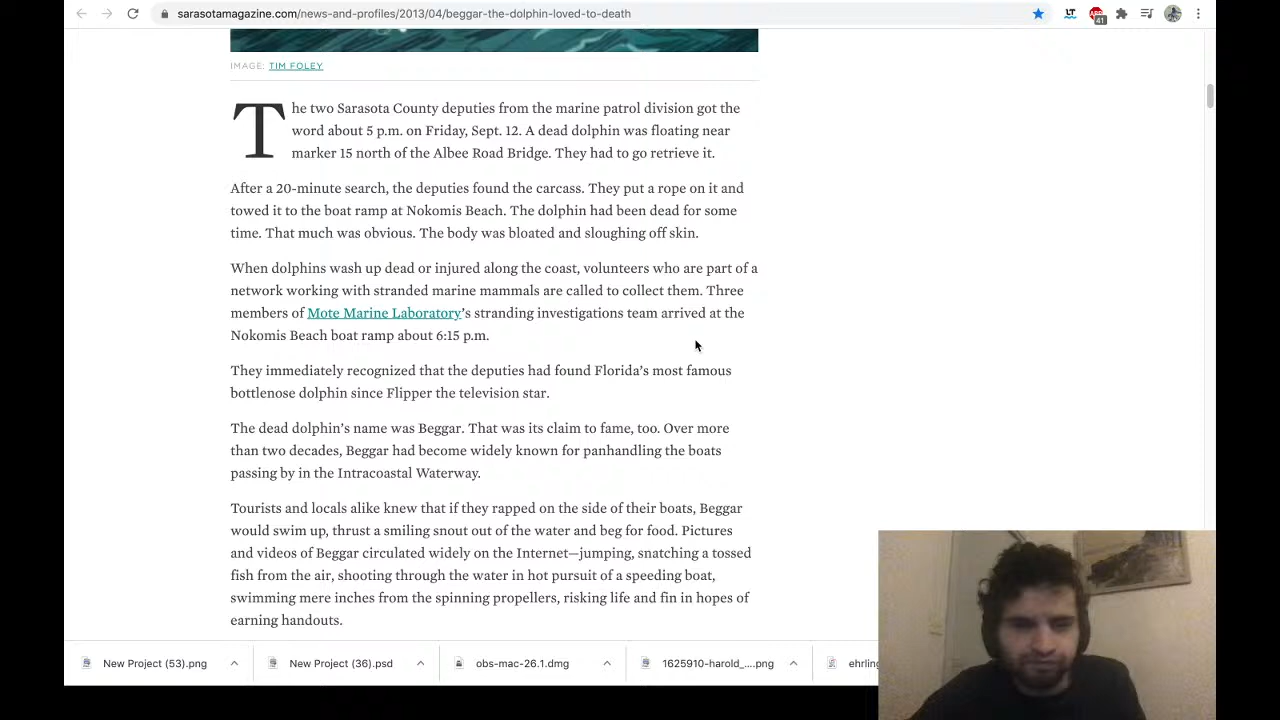 sarasotamagazine.com/news-and-profiles/2013/04/beggar-the-dolphin-loved-to-death
LT
41
IMAGE: TIM FOLEY
The two Sarasota County deputies from the marine patrol division got the
word about 5 p.m. on Friday, Sept. 12. A dead dolphin was floating near
marker 15 north of the Albee Road Bridge. They had to go retrieve it.
After a 20-minute search, the deputies found the carcass. They put a rope on it and
towed it to the boat ramp at Nokomis Beach. The dolphin had been dead for some
time. That much was obvious. The body was bloated and sloughing off skin.
When dolphins wash up dead or injured along the coast, volunteers who are part of a
network working with stranded marine mammals are called to collect them. Three
members of Mote Marine Laboratory’s stranding investigations team arrived at the
Nokomis Beach boat ramp about 6:15 p.m.
They immediately recognized that the deputies had found Florida’s most famous
bottlenose dolphin since Flipper the television star.
The dead dolphin’s name was Beggar. That was its claim to fame, too. Over more
than two decades, Beggar had become widely known for panhandling the boats
passing by in the Intracoastal Waterway.
Tourists and locals alike knew that if they rapped on the side of their boats, Beggar
would swim up, thrust a smiling snout out of the water and beg for food. Pictures
and videos of Beggar circulated widely on the Internet—jumping, snatching a tossed
fish from the air, shooting through the water in hot pursuit of a speeding boat,
swimming mere inches from the spinning propellers, risking life and fin in hopes of
earning handouts.
New Project (53).png
New Project (36).psd
obs-mac-26.1.dmg
1625910-harold_....png
ehrling